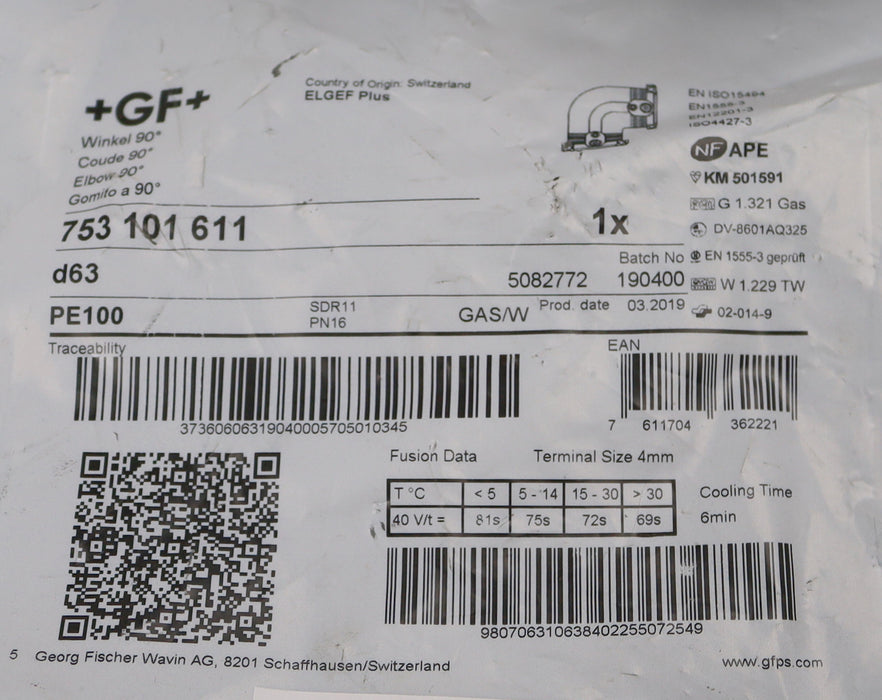 +GF+
Winkel 90°
Coude 90°
Elbow 90°
Gomito a 90°
Country of Origin: Switzerland
ELGEF Plus
EN ISO15494
EN1555-3
EN12201-3
ISO4427-3
NF APE
KM 501591
G 1.321 Gas
DV-8601AQ325
EN 1555-3 geprüft
W 1.229 TW
02-014-9
753 101 611 1x
d63 5082772 Batch No 190400
PE100 SDR11 GAS/W Prod. date 03.2019
PN16
Traceability EAN
37360606319040005705010345
7 611704 362221
Fusion Data Terminal Size 4mm
T °C < 5 5 - 14 15 - 30 > 30 Cooling Time
40 V/t = 81s 75s 72s 69s 6min
980706310638402255072549
5 Georg Fischer Wavin AG, 8201 Schaffhausen/Switzerland
www.gfps.com